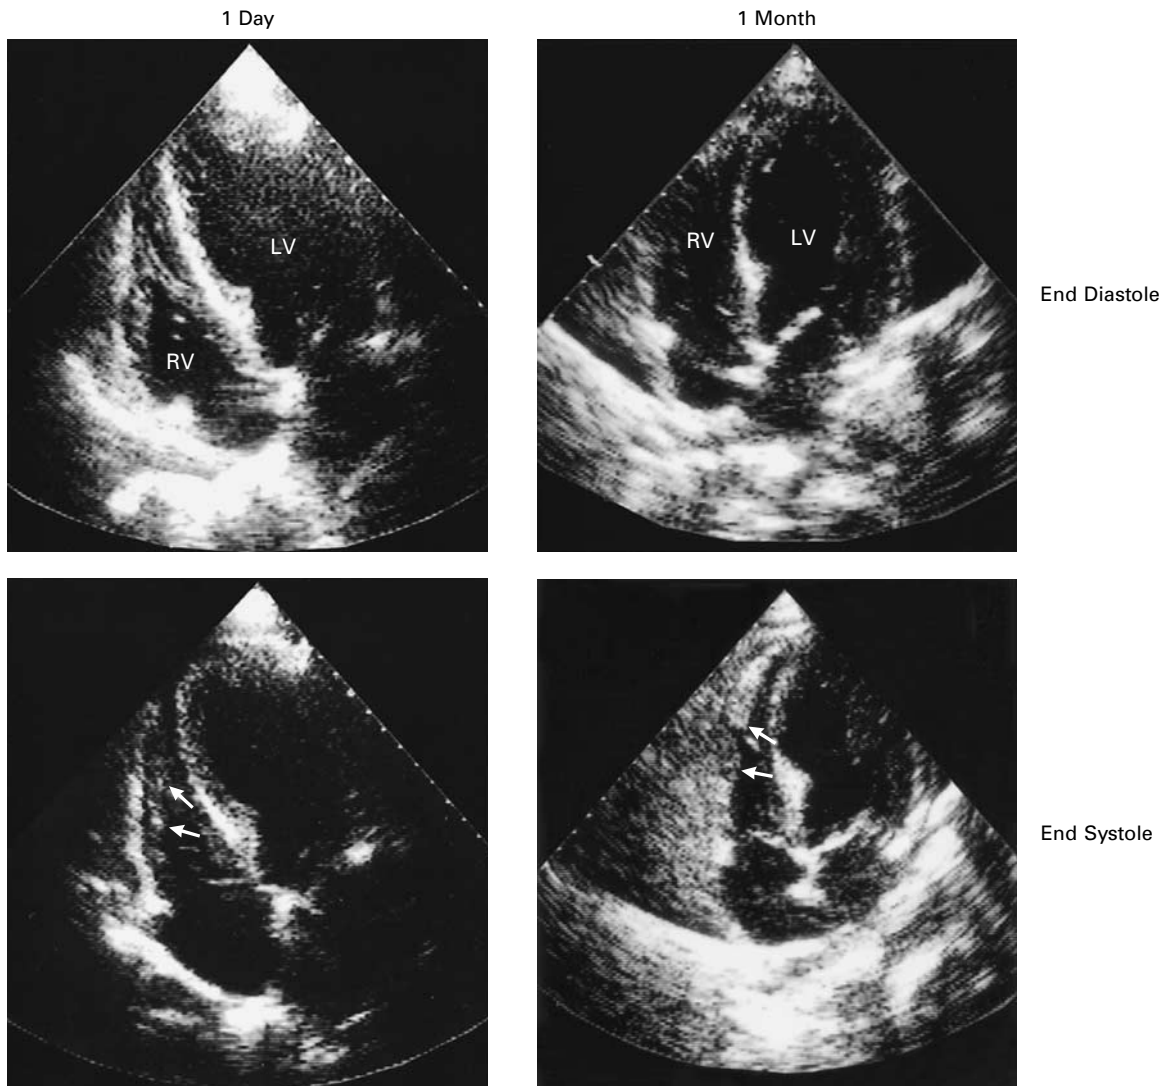 1 Day
1 Month
LV
RV
RV
LV
End Diastole
End Systole